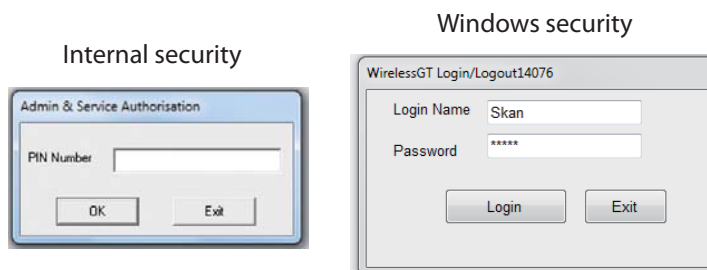 Internal security
Admin & Service Authorisation
PIN Number
OK Exit
Windows security
WirelessGT Login/Logout14076
Login Name Skan
Password *****
Login Exit